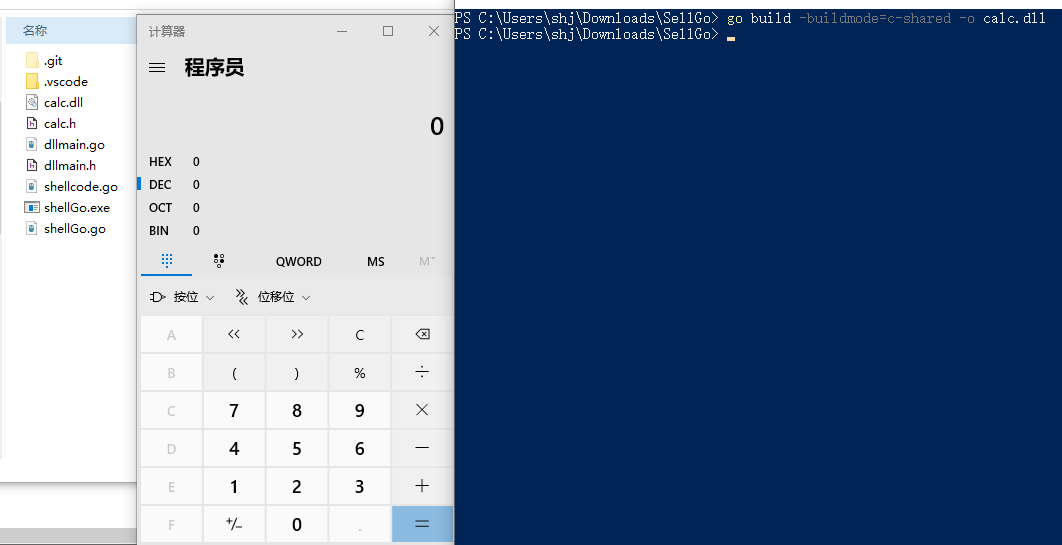 名称
.git
.vscode
calc.dll
calc.h
dllmain.go
dllmain.h
shellcode.go
shellGo.exe
shellGo.go
计算器
程序员
0
HEX 0
DEC 0
OCT 0
BIN 0
QWORD MS M˅
按位 位移位
A << >> C
B ( ) % ÷
C 7 8 9 ×
D 4 5 6 −
E 1 2 3 +
F +/− 0 . =
PS C:\Users\shj\Downloads\SellGo> go build -buildmode=c-shared -o calc.dll
PS C:\Users\shj\Downloads\SellGo> _